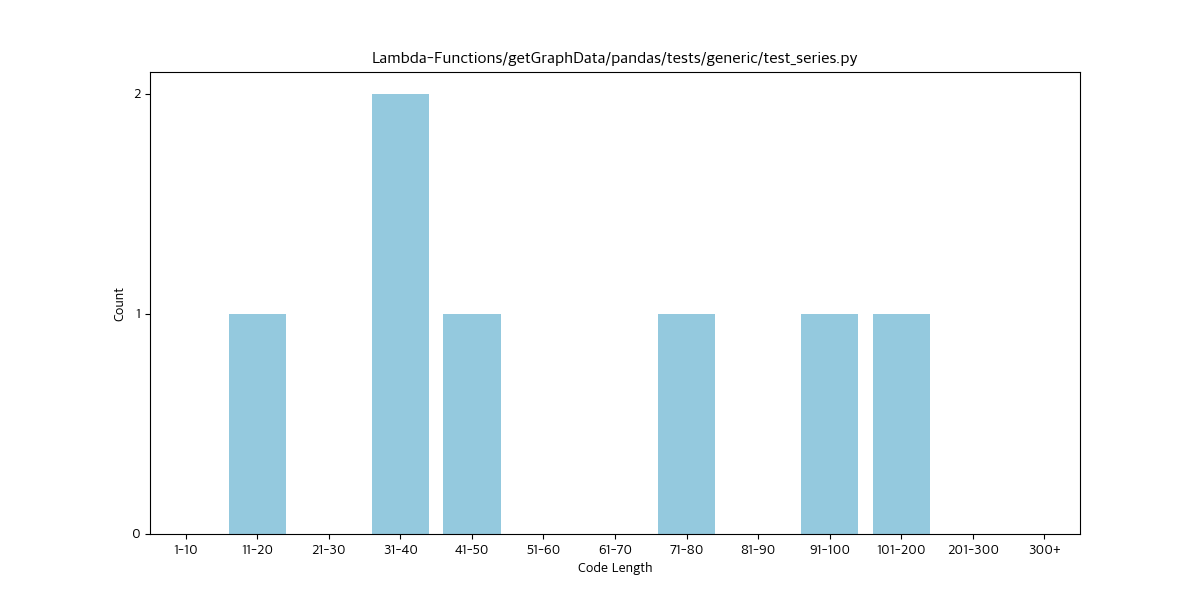 Lambda-Functions/getGraphData/pandas/tests/generic/test_series.py
2
1
0
Count
1-10 11-20 21-30 31-40 41-50 51-60 61-70 71-80 81-90 91-100 101-200 201-300 300+
Code Length